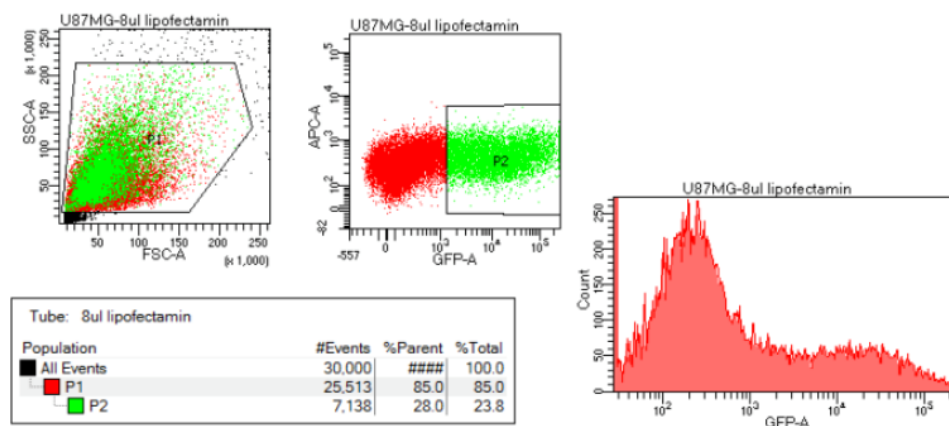 U87MG-8ul lipofectamin
SSC-A
(x 1,000)
50 100 150 200 250
P1
50 100 150 200 250
FSC-A
(x 1,000)
U87MG-8ul lipofectamin
APC-A
-82 0 10^2 10^3 10^4 10^5
P2
-557 0 10^3 10^4 10^5
GFP-A
U87MG-8ul lipofectamin
Count
0 50 100 150 200 250
10^2 10^3 10^4 10^5
GFP-A
Tube: 8ul lipofectamin
Population #Events %Parent %Total
All Events 30,000 #### 100.0
P1 25,513 85.0 85.0
P2 7,138 28.0 23.8